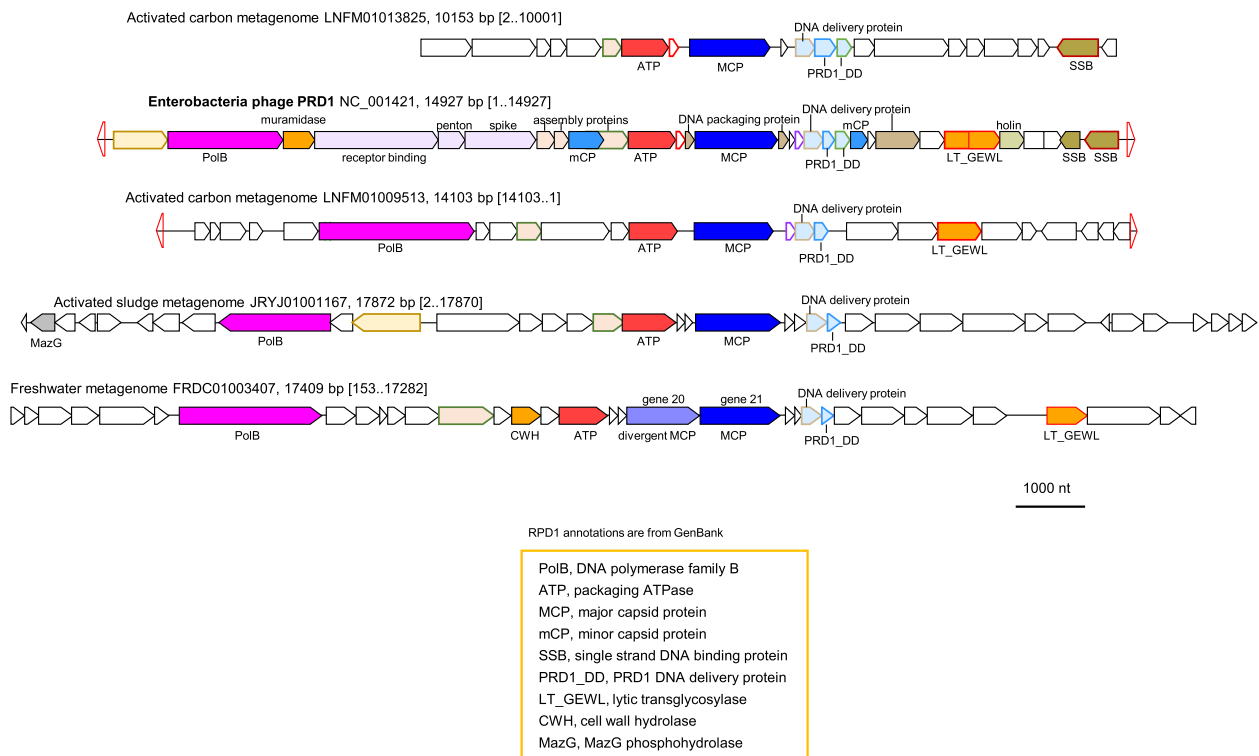 Activated carbon metagenome LNFM01013825, 10153 bp [2..10001]
DNA delivery protein
ATP
MCP
PRD1_DD
SSB
Enterobacteria phage PRD1 NC_001421, 14927 bp [1..14927]
muramidase
penton
spike
assembly proteins
DNA packaging protein
DNA delivery protein
mCP
holin
PolB
receptor binding
mCP
ATP
MCP
PRD1_DD
LT_GEWL
SSB
SSB
Activated carbon metagenome LNFM01009513, 14103 bp [14103..1]
DNA delivery protein
PolB
ATP
MCP
PRD1_DD
LT_GEWL
Activated sludge metagenome JRYJ01001167, 17872 bp [2..17870]
DNA delivery protein
MazG
PolB
ATP
MCP
PRD1_DD
Freshwater metagenome FRDC01003407, 17409 bp [153..17282]
gene 20
gene 21
DNA delivery protein
PolB
CWH
ATP
divergent MCP
MCP
PRD1_DD
LT_GEWL
1000 nt
RPD1 annotations are from GenBank
PolB, DNA polymerase family B
ATP, packaging ATPase
MCP, major capsid protein
mCP, minor capsid protein
SSB, single strand DNA binding protein
PRD1_DD, PRD1 DNA delivery protein
LT_GEWL, lytic transglycosylase
CWH, cell wall hydrolase
MazG, MazG phosphohydrolase